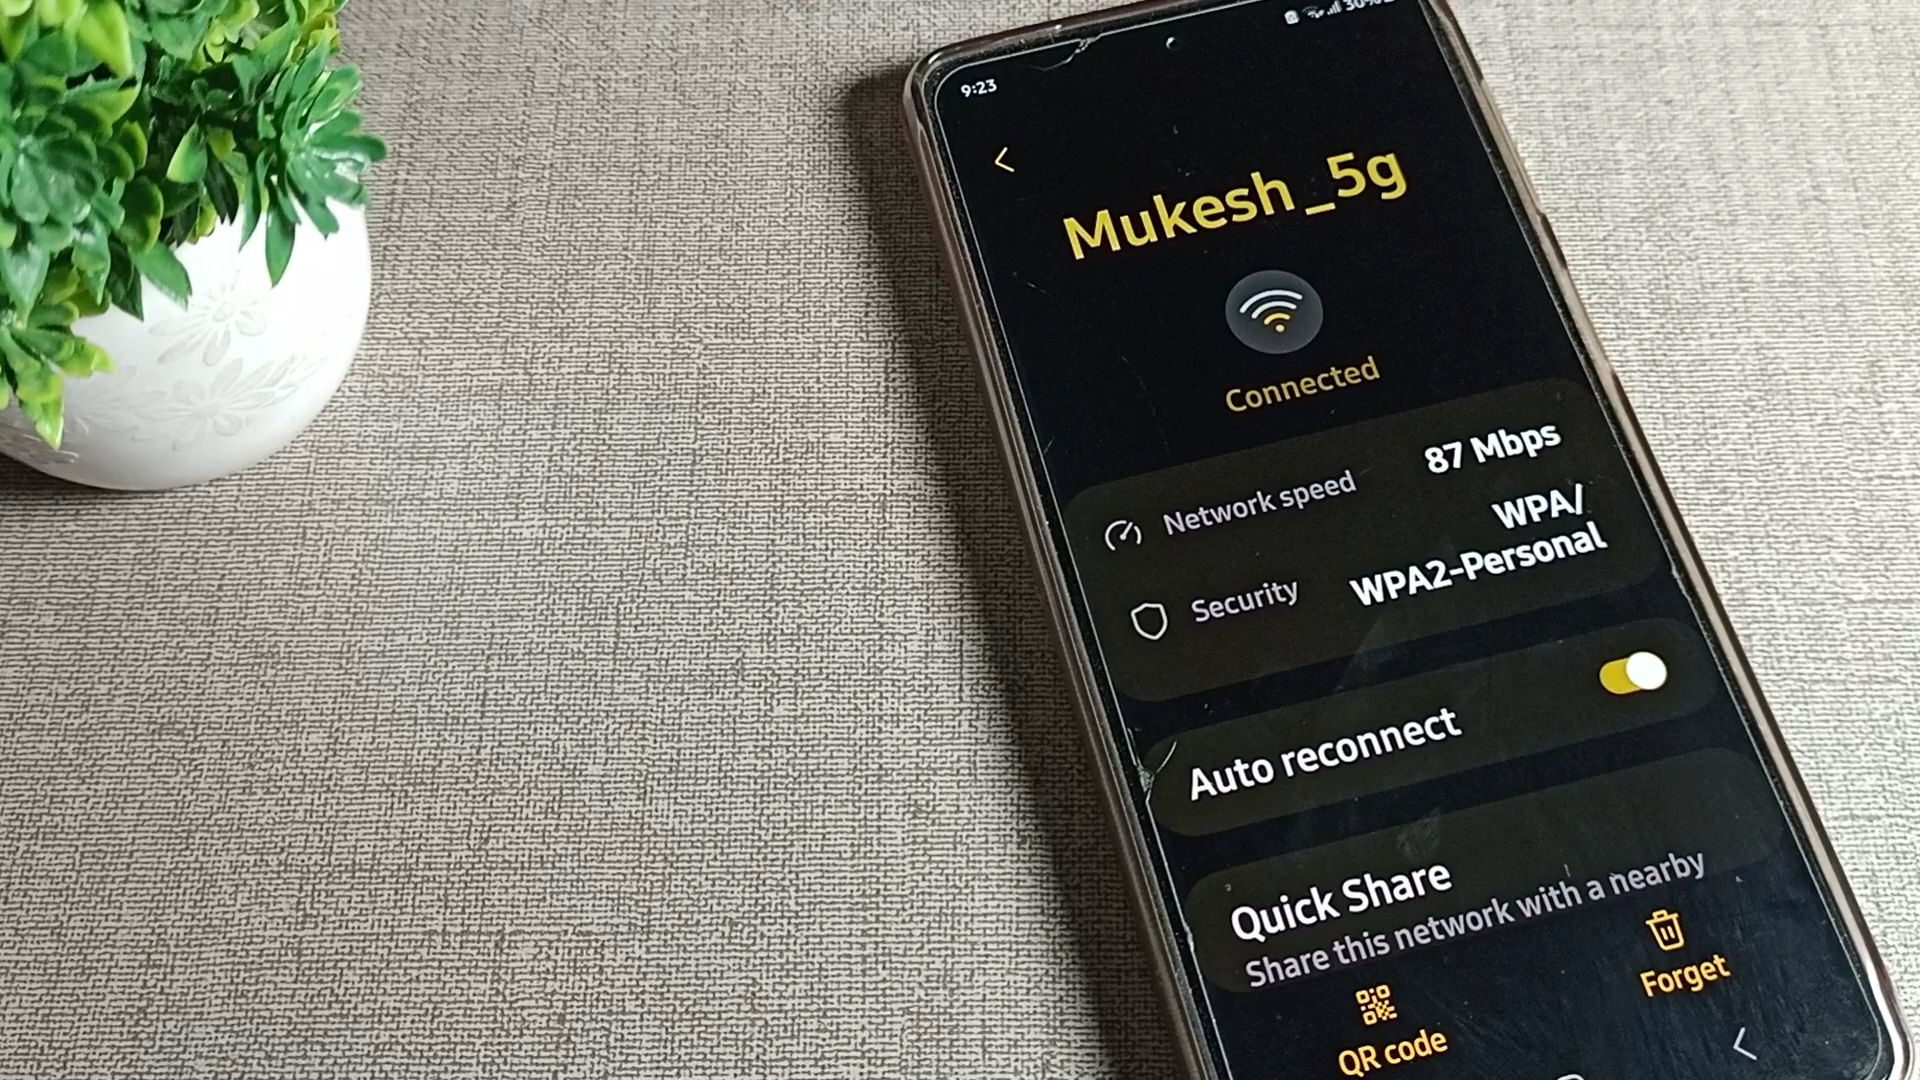 9:23
30%
Mukesh_5g
Connected
Network speed
87 Mbps
Security
WPA/
WPA2-Personal
Auto reconnect
Quick Share
Share this network with a nearby
QR code
Forget